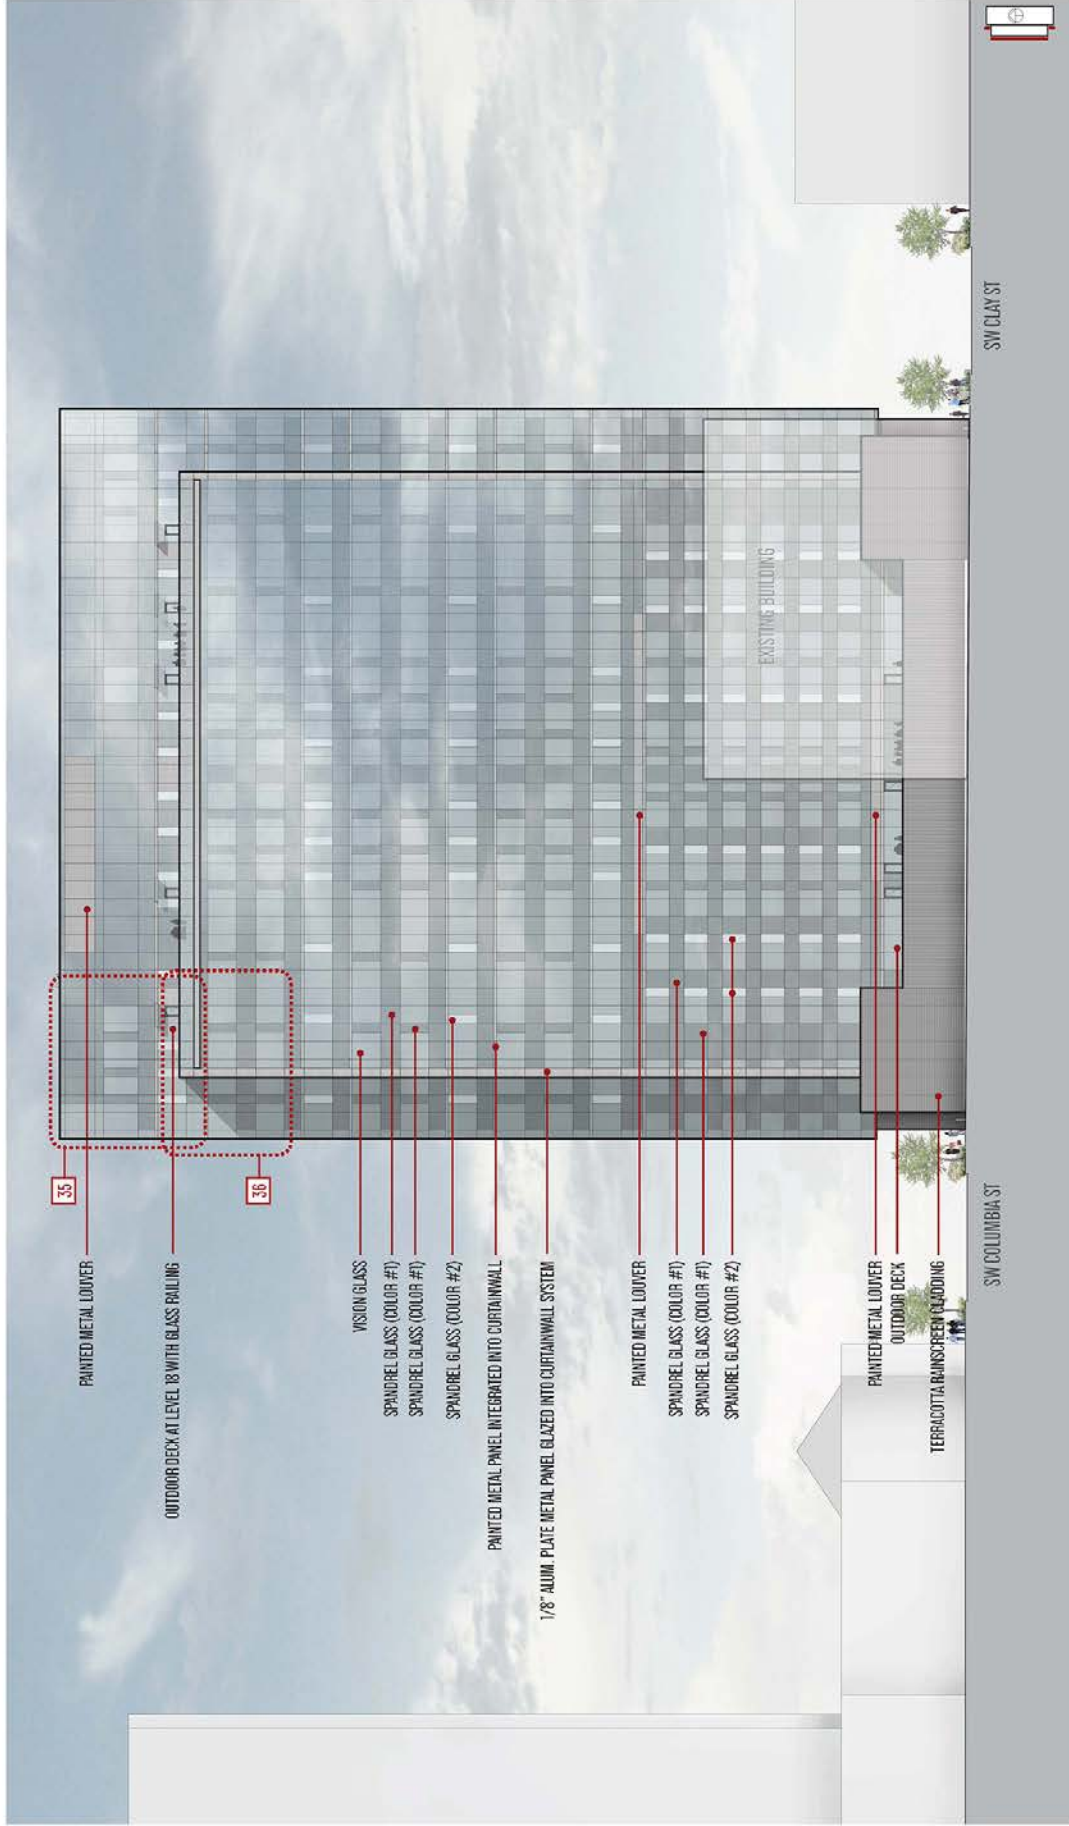 35
36
PAINTED METAL LOUVER
OUTDOOR DECK AT LEVEL 18 WITH GLASS RAILING
VISION GLASS
SPANDREL GLASS (COLOR #1)
SPANDREL GLASS (COLOR #1)
SPANDREL GLASS (COLOR #2)
PAINTED METAL PANEL INTEGRATED INTO CURTAINWALL
1/8" ALUM. PLATE METAL PANEL GLAZED INTO CURTAINWALL SYSTEM
PAINTED METAL LOUVER
SPANDREL GLASS (COLOR #1)
SPANDREL GLASS (COLOR #1)
SPANDREL GLASS (COLOR #2)
PAINTED METAL LOUVER
OUTDOOR DECK
TERRACOTTA RAINSCREEN CLADDING
EXISTING BUILDING
SW COLUMBIA ST
SW CLAY ST